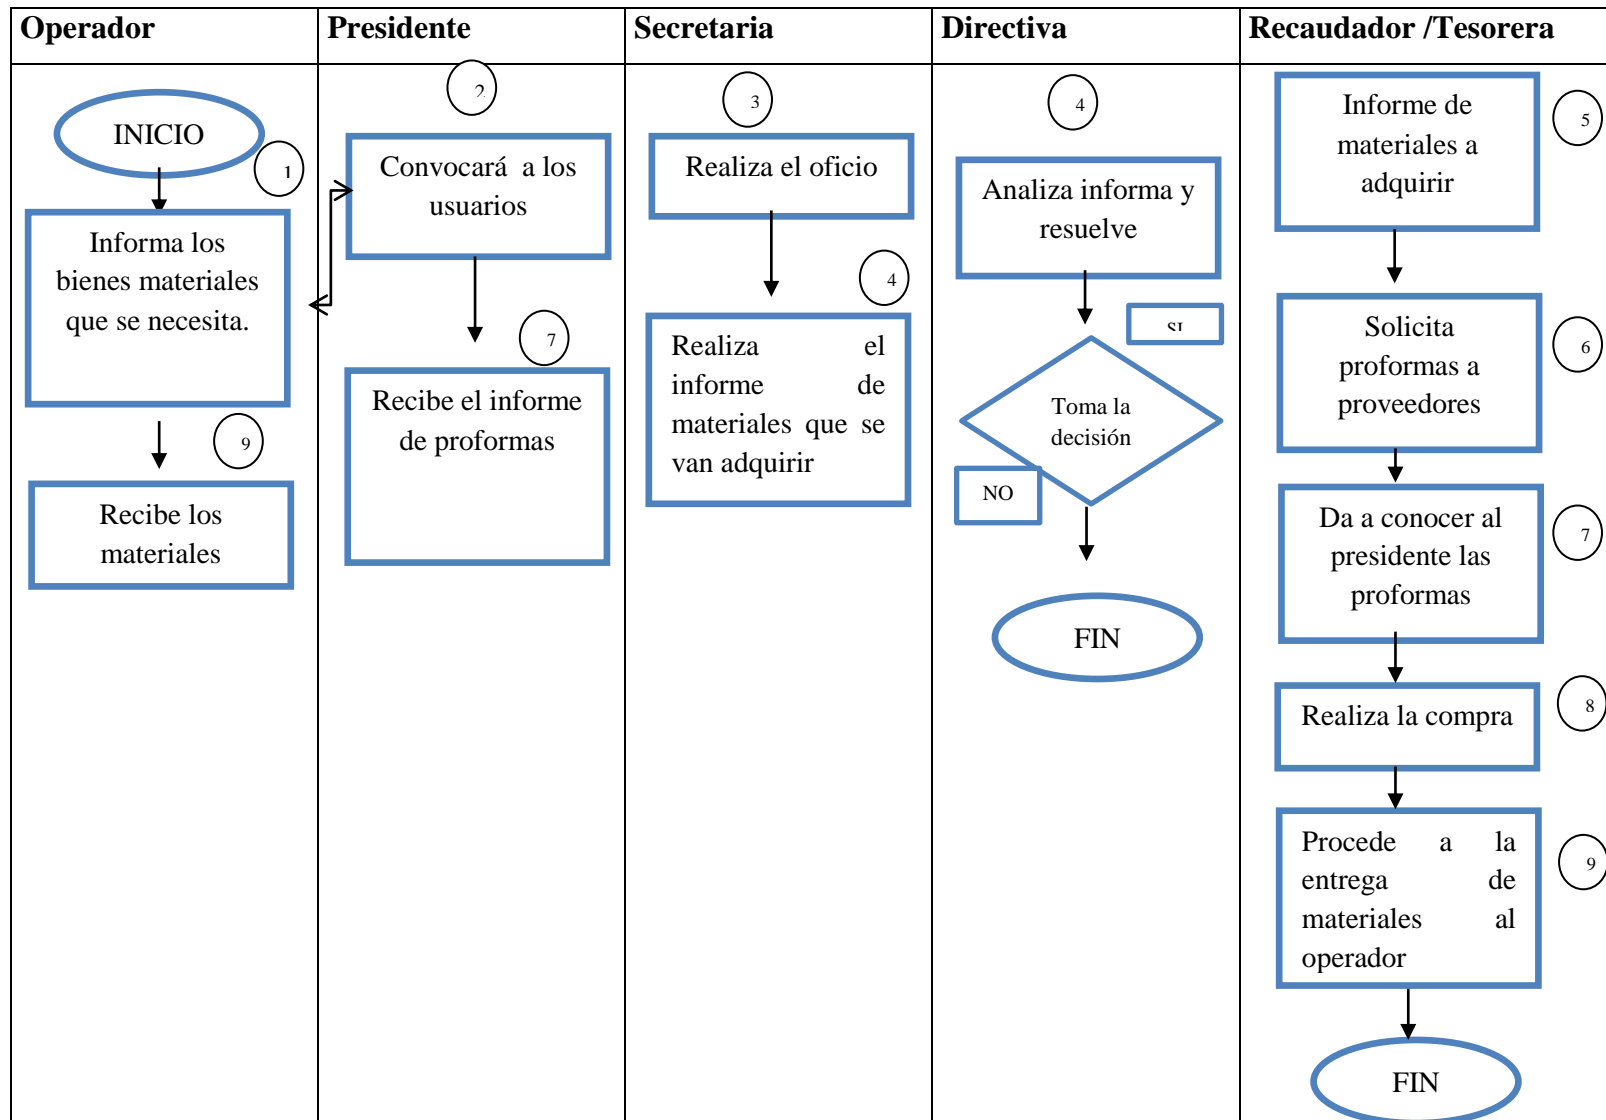 Operador
INICIO
1
Informa los
bienes materiales
que se necesita.
9
Recibe los
materiales
Presidente
2
Convocará a los
usuarios
7
Recibe el informe
de proformas
Secretaria
3
Realiza el oficio
4
Realiza el
informe de
materiales que se
van adquirir
Directiva
4
Analiza informa y
resuelve
SI
Toma la
decisión
NO
FIN
Recaudador /Tesorera
Informe de
materiales a
adquirir
5
Solicita
proformas a
proveedores
6
Da a conocer al
presidente las
proformas
7
Realiza la compra
8
Procede a la
entrega de
materiales al
operador
9
FIN